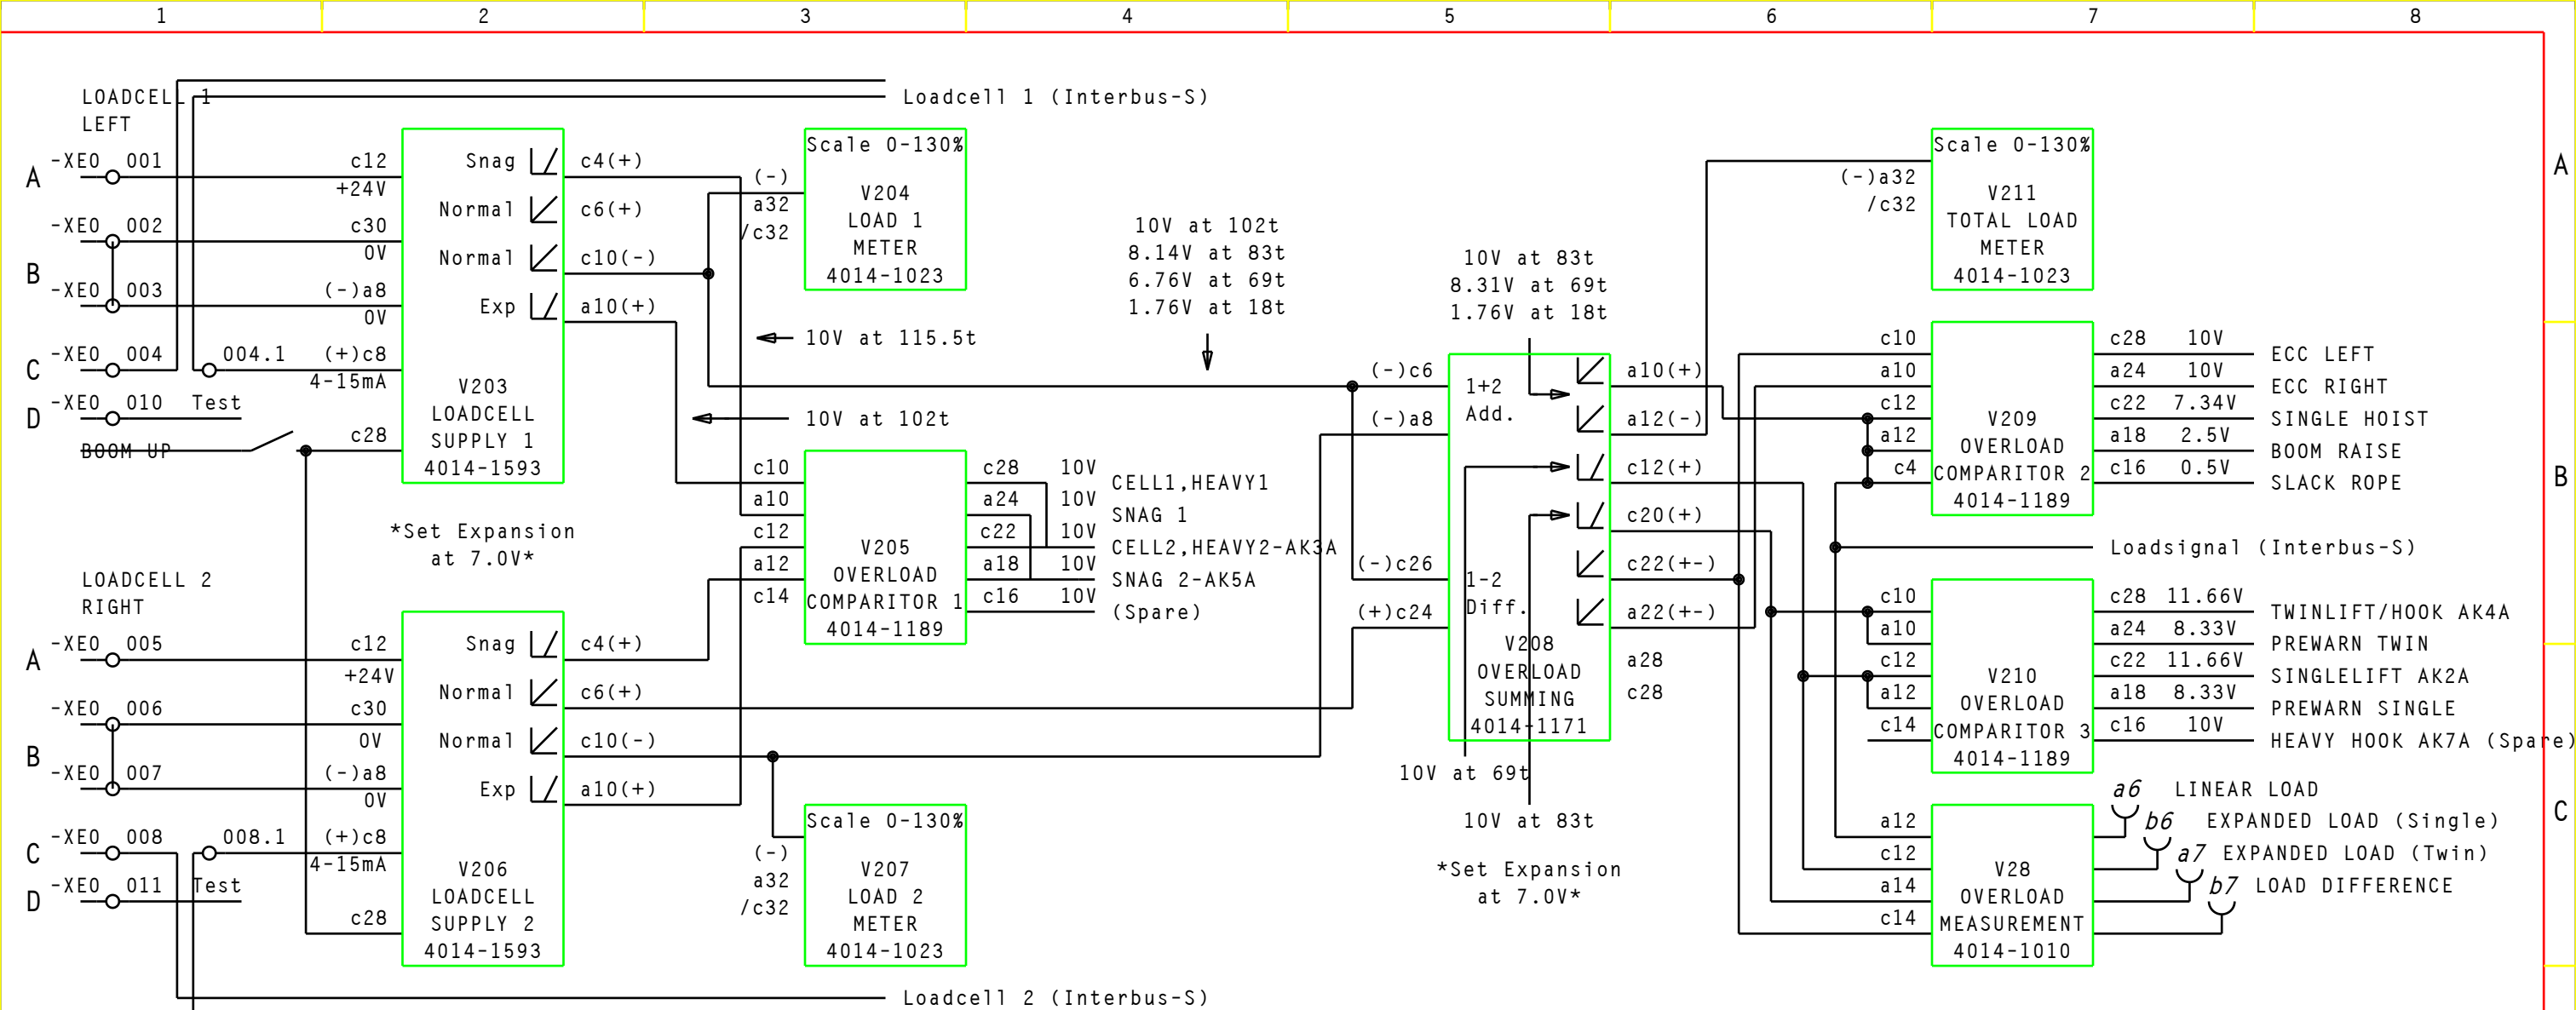 1 2 3 4 5 6 7 8
LOADCELL 1
LEFT
Loadcell 1 (Interbus-S)
A
-XE0 001
c12
+24V
-XE0 002
c30
0V
B
-XE0 003
(-)a8
0V
C
-XE0 004
004.1
(+)c8
4-15mA
D
-XE0 010 Test
BOOM UP
c28
Snag
Normal
Normal
Exp
V203
LOADCELL
SUPPLY 1
4014-1593
c4(+)
c6(+)
c10(-)
a10(+)
*Set Expansion
at 7.0V*
(-)
a32
/c32
Scale 0-130%
V204
LOAD 1
METER
4014-1023
10V at 115.5t
10V at 102t
10V at 102t
8.14V at 83t
6.76V at 69t
1.76V at 18t
c10
a10
c12
a12
c14
V205
OVERLOAD
COMPARITOR 1
4014-1189
c28 10V CELL1,HEAVY1
a24 10V SNAG 1
c22 10V CELL2,HEAVY2-AK3A
a18 10V SNAG 2-AK5A
c16 10V (Spare)
LOADCELL 2
RIGHT
A
-XE0 005
c12
+24V
-XE0 006
c30
0V
B
-XE0 007
(-)a8
0V
C
-XE0 008
008.1
(+)c8
4-15mA
D
-XE0 011 Test
c28
Snag
Normal
Normal
Exp
V206
LOADCELL
SUPPLY 2
4014-1593
c4(+)
c6(+)
c10(-)
a10(+)
(-)
a32
/c32
Scale 0-130%
V207
LOAD 2
METER
4014-1023
Loadcell 2 (Interbus-S)
10V at 83t
8.31V at 69t
1.76V at 18t
(-)c6
(-)a8
(-)c26
(+)c24
1+2
Add.
1-2
Diff.
V208
OVERLOAD
SUMMING
4014-1171
a10(+)
a12(-)
c12(+)
c20(+)
c22(+-)
a22(+-)
a28
c28
10V at 69t
10V at 83t
*Set Expansion
at 7.0V*
(-)a32
/c32
Scale 0-130%
V211
TOTAL LOAD
METER
4014-1023
A
c10
a10
c12
a12
c4
V209
OVERLOAD
COMPARITOR 2
4014-1189
c28 10V ECC LEFT
a24 10V ECC RIGHT
c22 7.34V SINGLE HOIST
a18 2.5V BOOM RAISE
c16 0.5V SLACK ROPE
B
Loadsignal (Interbus-S)
c10
a10
c12
a12
c14
V210
OVERLOAD
COMPARITOR 3
4014-1189
c28 11.66V TWINLIFT/HOOK AK4A
a24 8.33V PREWARN TWIN
c22 11.66V SINGLELIFT AK2A
a18 8.33V PREWARN SINGLE
c16 10V HEAVY HOOK AK7A (Spare)
C
a12
c12
a14
c14
V28
OVERLOAD
MEASUREMENT
4014-1010
a6 LINEAR LOAD
b6 EXPANDED LOAD (Single)
a7 EXPANDED LOAD (Twin)
b7 LOAD DIFFERENCE